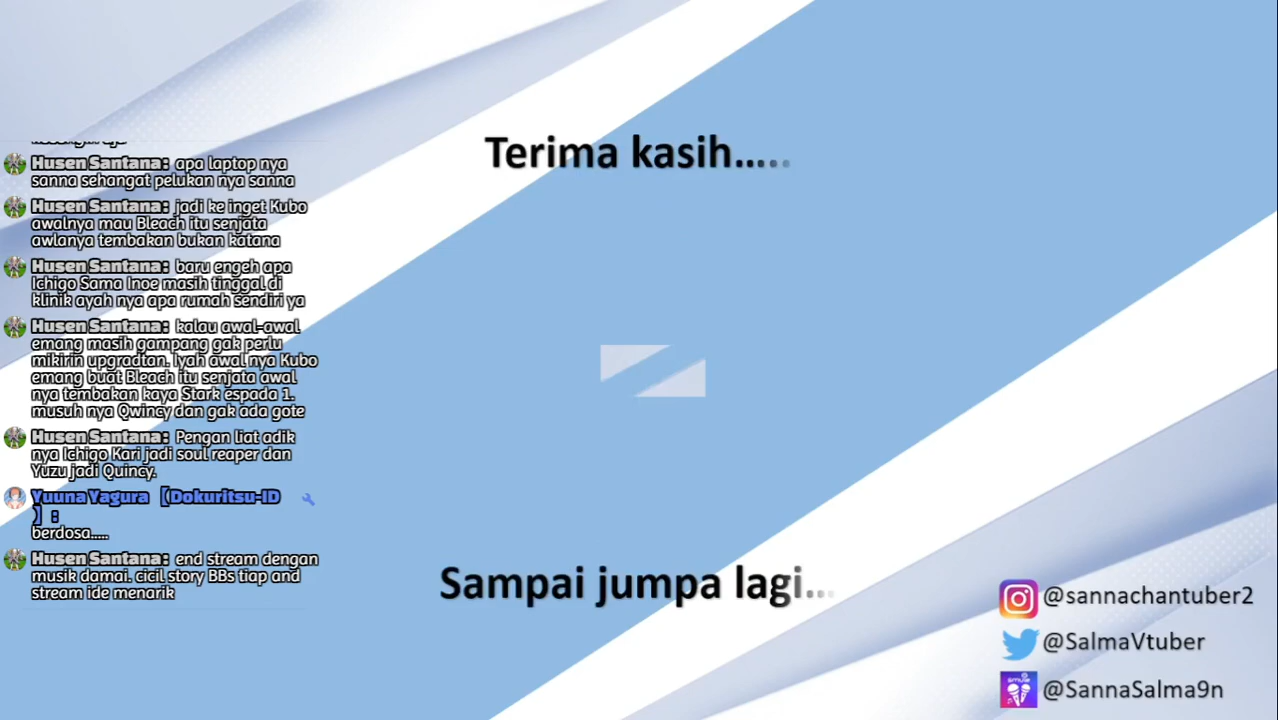 Terima kasih.....
Husen Santana: apa laptop nya
sanna sehangat pelukan nya sanna
Husen Santana: jadi ke inget Kubo
awalnya mau Bleach itu senjata
awlanya tembakan bukan katana
Husen Santana: baru engeh apa
Ichigo Sama Inoe masih tinggal di
klinik ayah nya apa rumah sendiri ya
Husen Santana: kalau awal-awal
emang masih gampang gak perlu
mikirin upgradtan. Iyah awal nya Kubo
emang buat Bleach itu senjata awal
nya tembakan kaya Stark espada 1.
musuh nya Qwincy dan gak ada gote
Husen Santana: Pengan liat adik
nya Ichigo Kari jadi soul reaper dan
Yuzu jadi Quincy.
Yuuna Yagura【Dokuritsu-ID
】:
berdosa.....
Husen Santana: end stream dengan
musik damai. cicil story BBs tiap and
stream ide menarik
Sampai jumpa lagi...
@sannachantuber2
@SalmaVtuber
@SannaSalma9n